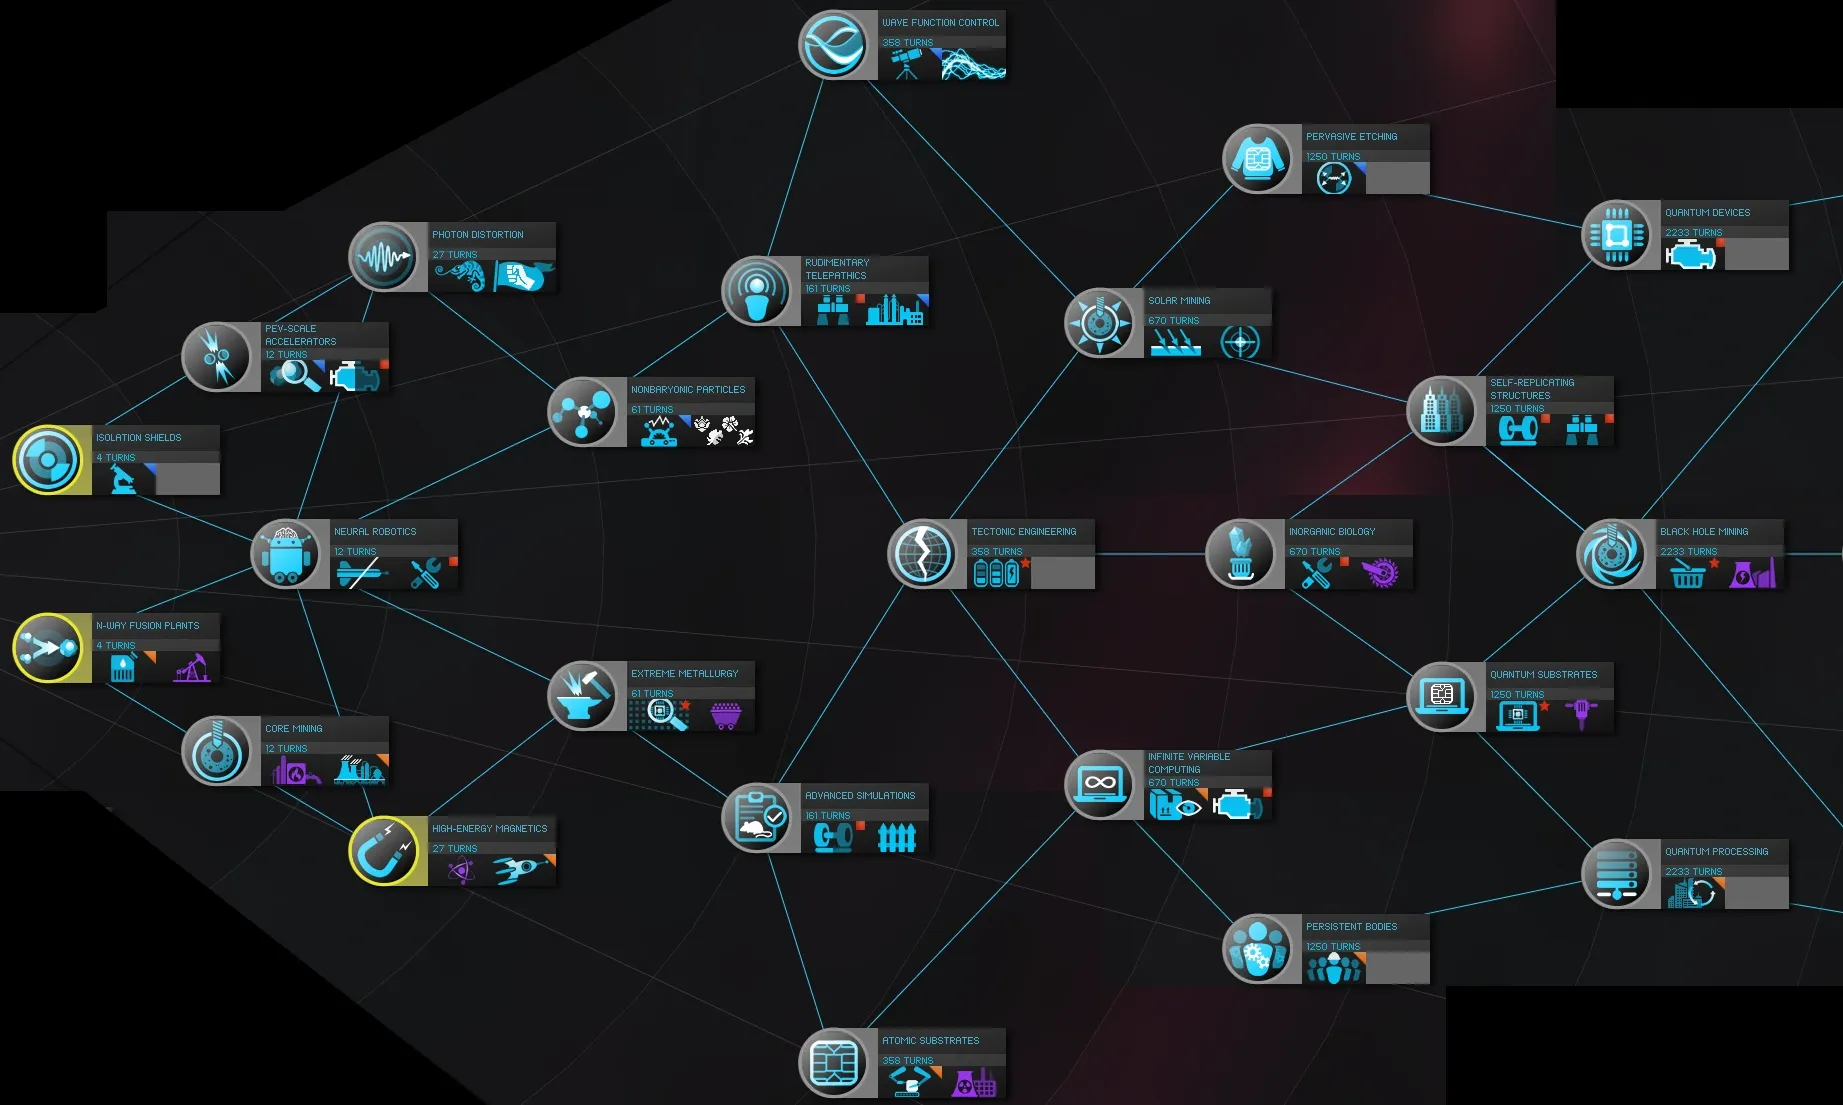 WAVE FUNCTION CONTROL
358 TURNS
PERVASIVE ETCHING
1250 TURNS
QUANTUM DEVICES
2233 TURNS
PHOTON DISTORTION
27 TURNS
RUDIMENTARY
TELEPATHICS
161 TURNS
SOLAR MINING
670 TURNS
PEV-SCALE
ACCELERATORS
12 TURNS
NONBARYONIC PARTICLES
61 TURNS
SELF-REPLICATING
STRUCTURES
1250 TURNS
ISOLATION SHIELDS
4 TURNS
NEURAL ROBOTICS
12 TURNS
TECTONIC ENGINEERING
358 TURNS
INORGANIC BIOLOGY
670 TURNS
BLACK HOLE MINING
2233 TURNS
N-WAY FUSION PLANTS
4 TURNS
EXTREME METALLURGY
61 TURNS
QUANTUM SUBSTRATES
1250 TURNS
CORE MINING
12 TURNS
INFINITE VARIABLE
COMPUTING
670 TURNS
ADVANCED SIMULATIONS
161 TURNS
HIGH-ENERGY MAGNETICS
27 TURNS
QUANTUM PROCESSING
2233 TURNS
PERSISTENT BODIES
1250 TURNS
ATOMIC SUBSTRATES
358 TURNS